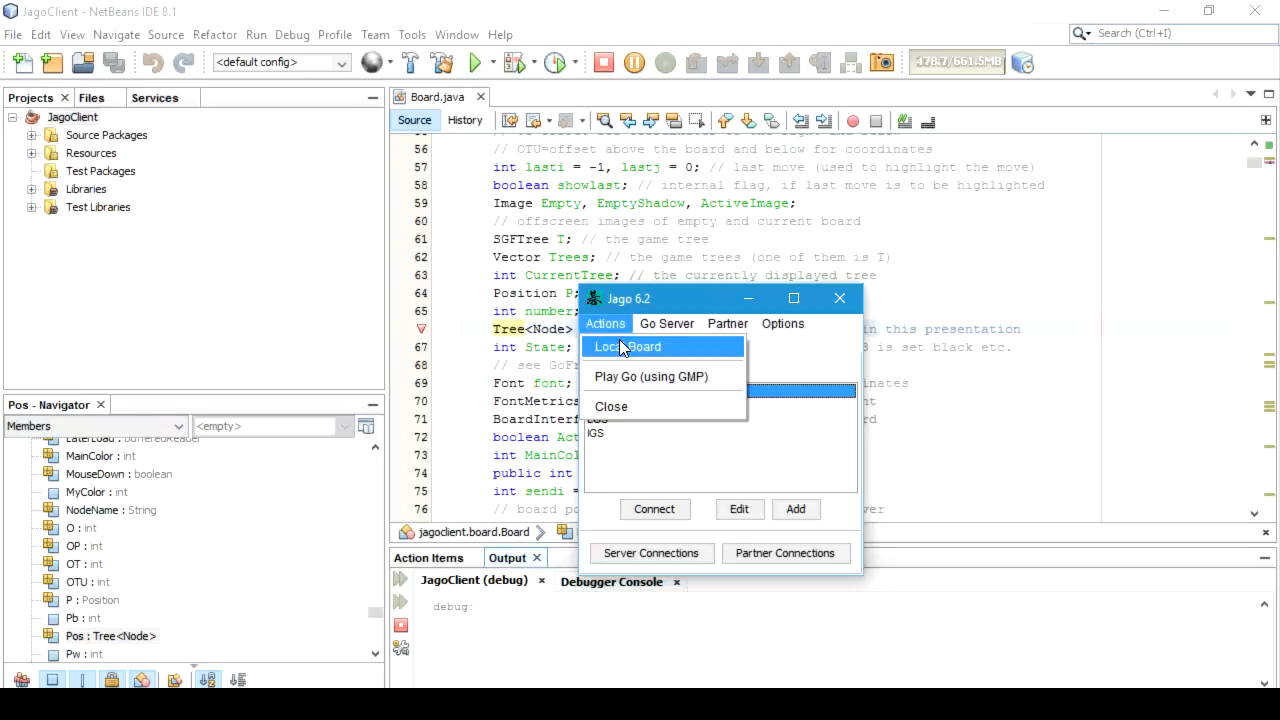 JagoClient - NetBeans IDE 8.1
File Edit View Navigate Source Refactor Run Debug Profile Team Tools Window Help
Search (Ctrl+I)
<default config>
478.7/661.5MB
Projects Files Services
JagoClient
Source Packages
Resources
Test Packages
Libraries
Test Libraries
Board.java
Source History
56 // OTU=offset above the board and below for coordinates
57 int lasti = -1, lastj = 0; // last move (used to highlight the move)
58 boolean showlast; // internal flag, if last move is to be highlighted
59 Image Empty, EmptyShadow, ActiveImage;
60 // offscreen images of empty and current board
61 SGFTree T; // the game tree
62 Vector Trees; // the game trees (one of them is T)
63 int CurrentTree; // the currently displayed tree
64 Position P;
65 int number;
Tree<Node> in this presentation
67 int State; is set black etc.
68 // see GoFr
69 Font font; nates
70 FontMetrics
71 BoardInterf
72 boolean Act
73 int MainCol
74 public int
75 int sendi =
76 // board po ver
Jago 6.2
Actions Go Server Partner Options
Local Board
Play Go (using GMP)
Close
IGS
Connect Edit Add
Server Connections Partner Connections
Pos - Navigator
Members <empty>
LaterLoad : BufferedReader
MainColor : int
MouseDown : boolean
MyColor : int
NodeName : String
O : int
OP : int
OT : int
OTU : int
P : Position
Pb : int
Pos : Tree<Node>
Pw : int
jagoclient.board.Board
Action Items Output
JagoClient (debug) Debugger Console
debug: